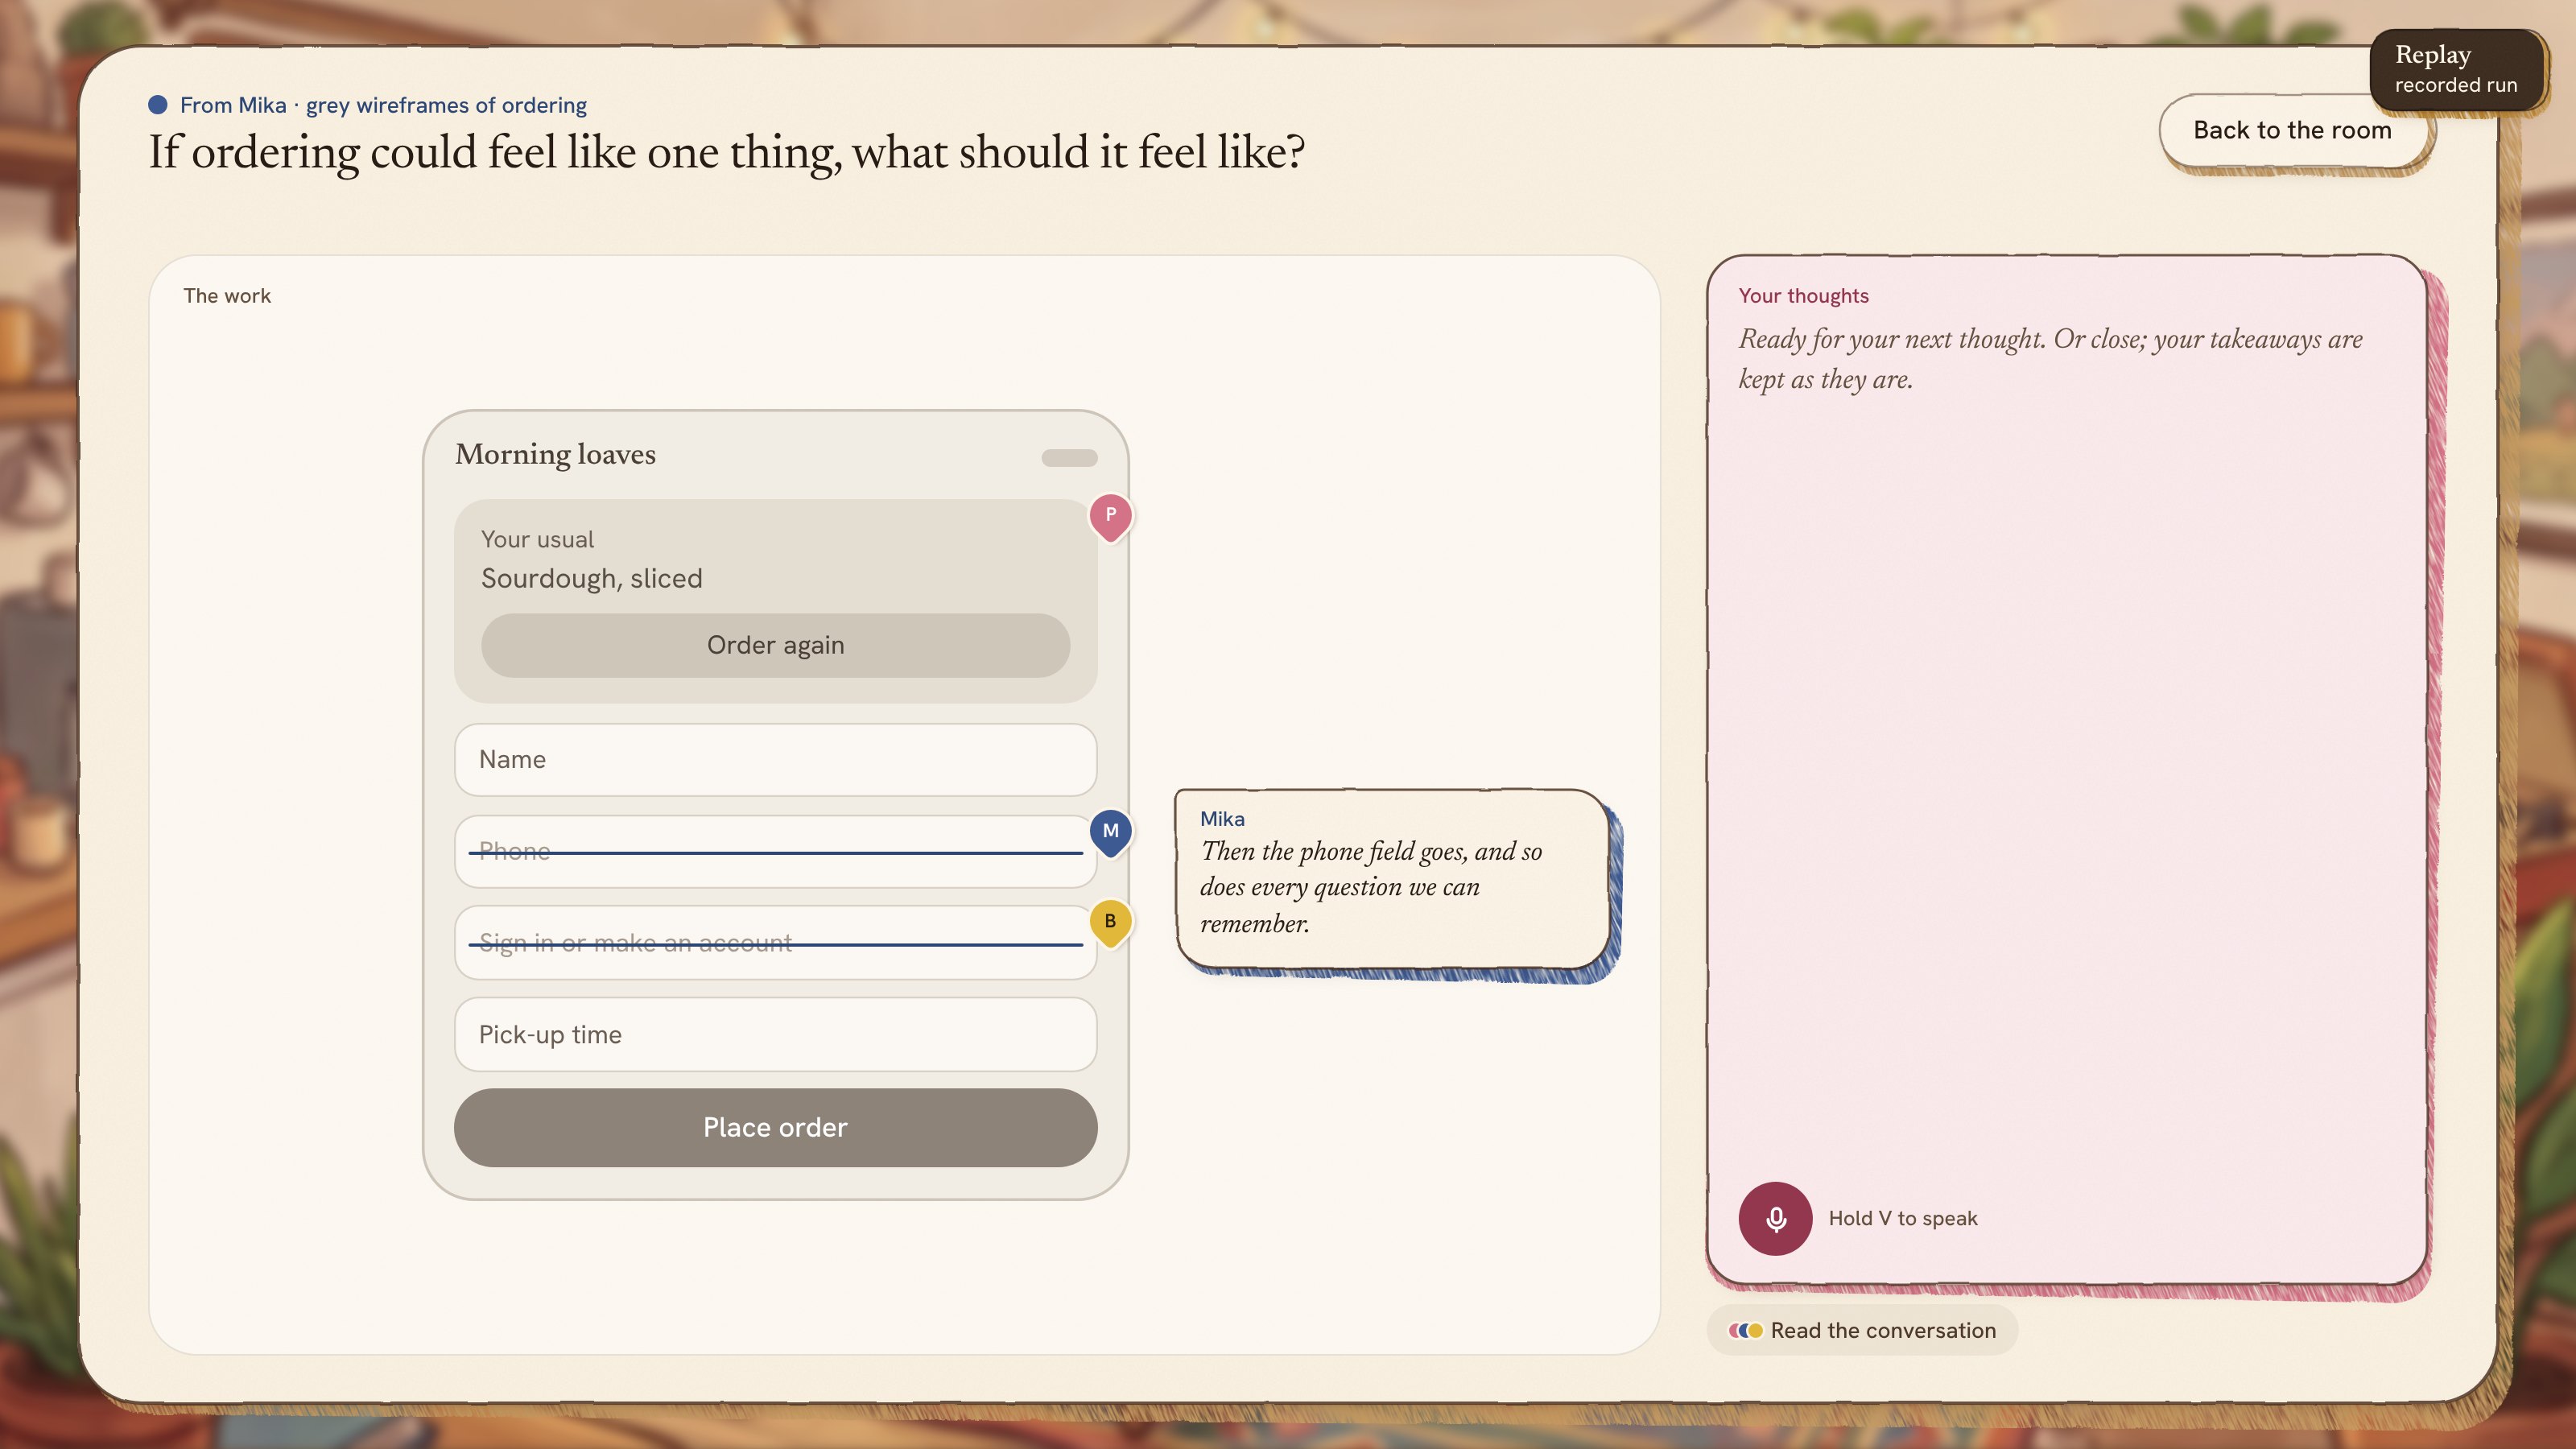 From Mika · grey wireframes of ordering
If ordering could feel like one thing, what should it feel like?
Replay
recorded run
Back to the room
The work
Morning loaves
P
Your usual
Sourdough, sliced
Order again
Name
Phone
M
Sign in or make an account
B
Pick-up time
Place order
Mika
Then the phone field goes, and so
does every question we can
remember.
Your thoughts
Ready for your next thought. Or close; your takeaways are
kept as they are.
Hold V to speak
Read the conversation